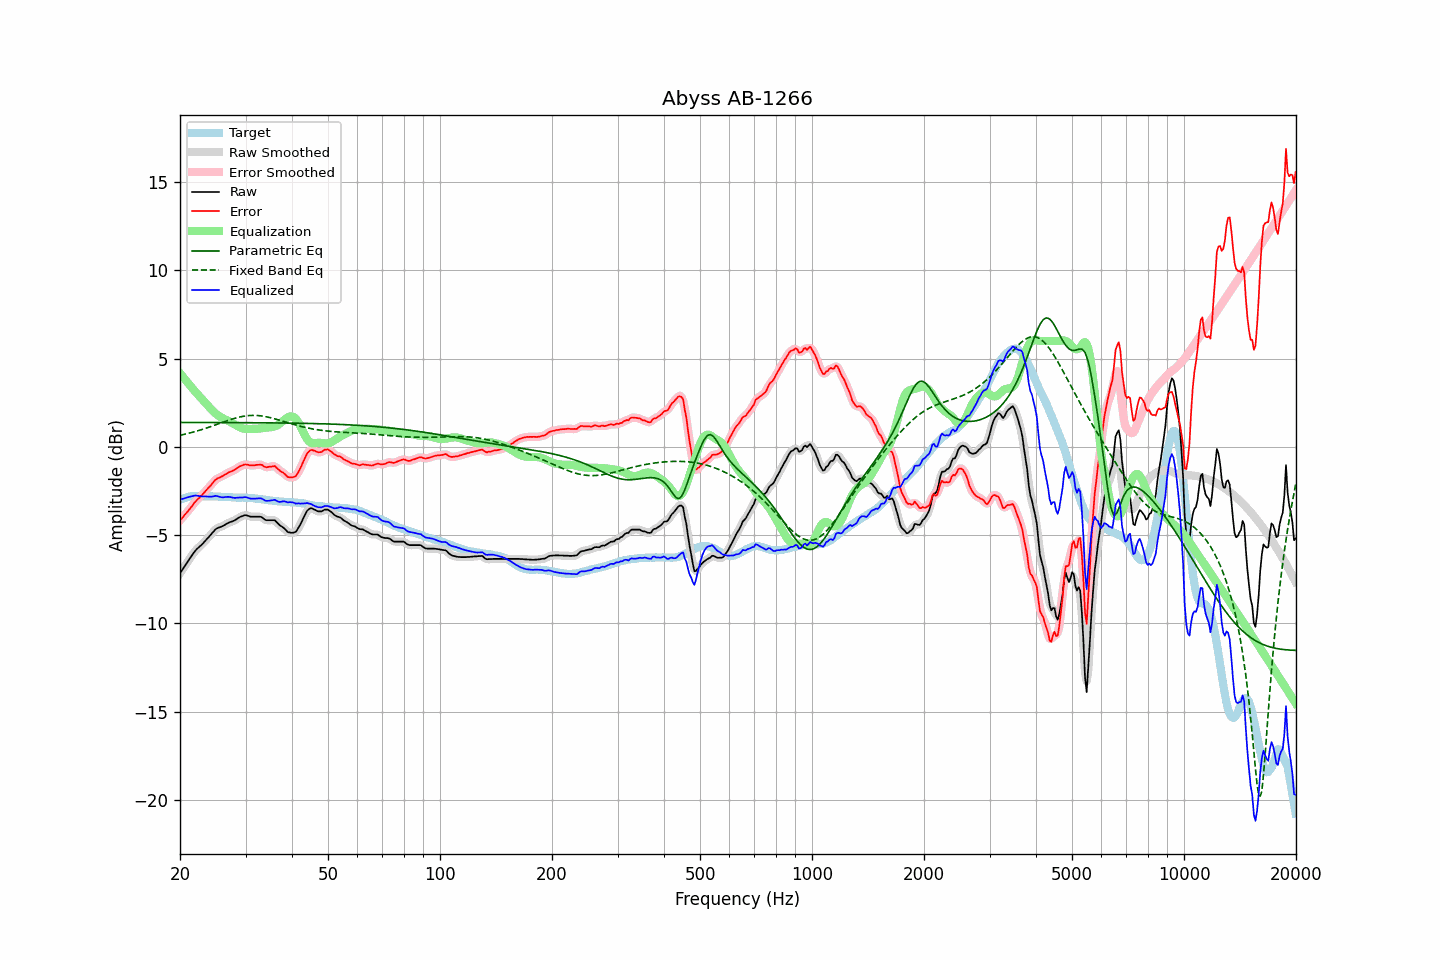 Abyss AB-1266
Target
Raw Smoothed
Error Smoothed
Raw
Error
Equalization
Parametric Eq
Fixed Band Eq
Equalized
Amplitude (dBr)
15
10
5
0
−5
−10
−15
−20
20 50 100 200 500 1000 2000 5000 10000 20000
Frequency (Hz)